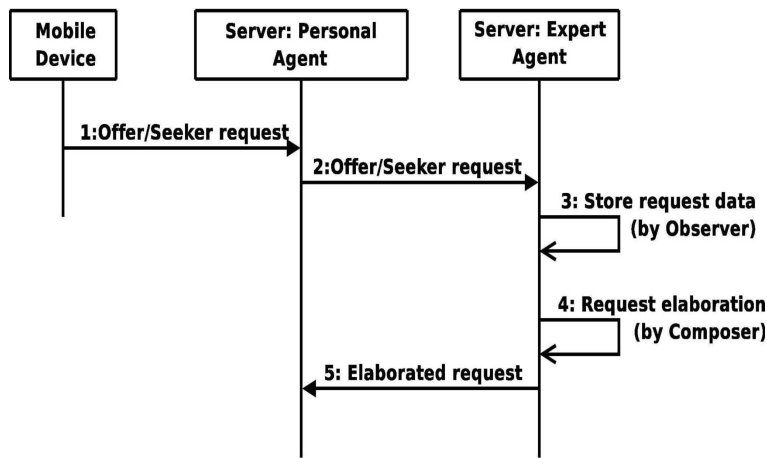 Mobile
Device
Server: Personal
Agent
Server: Expert
Agent
1:Offer/Seeker request
2:Offer/Seeker request
3: Store request data
(by Observer)
4: Request elaboration
(by Composer)
5: Elaborated request